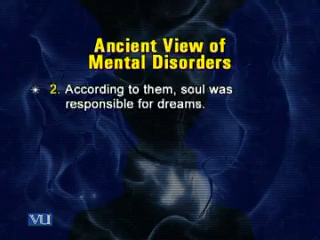 Ancient View of
Mental Disorders
2. According to them, soul was
responsible for dreams.
VU